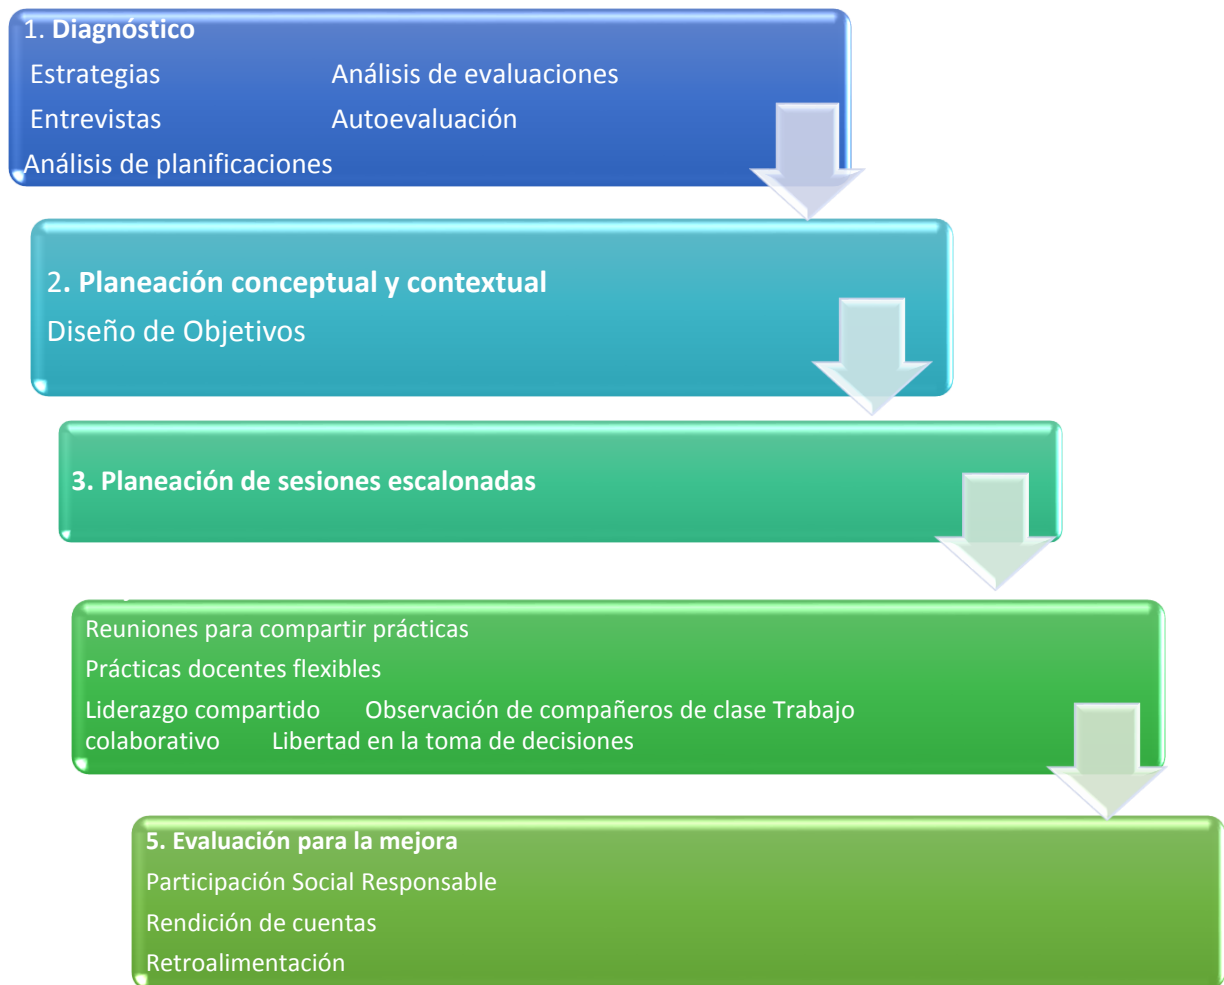 1. Diagnóstico
Estrategias Análisis de evaluaciones
Entrevistas Autoevaluación
Análisis de planificaciones
2. Planeación conceptual y contextual
Diseño de Objetivos
3. Planeación de sesiones escalonadas
Reuniones para compartir prácticas
Prácticas docentes flexibles
Liderazgo compartido Observación de compañeros de clase Trabajo
colaborativo Libertad en la toma de decisiones
5. Evaluación para la mejora
Participación Social Responsable
Rendición de cuentas
Retroalimentación